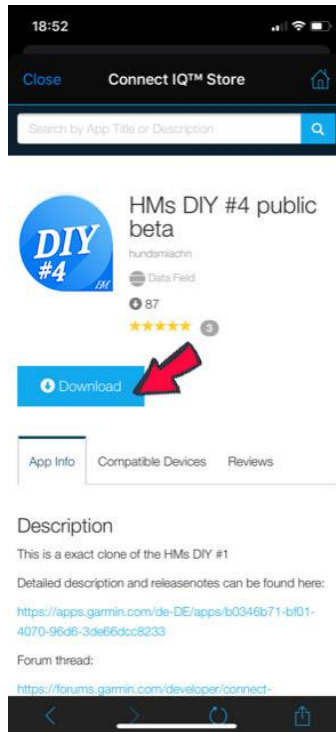 18:52
Close
Connect IQ™ Store
Search by App Title or Description
DIY
#4
HMs DIY #4 public
beta
hundsmiachn
Data Field
87
3
Download
App Info
Compatible Devices
Reviews
Description
This is a exact clone of the HMs DIY #1
Detailed description and releasenotes can be found here:
https://apps.garmin.com/de-DE/apps/b0346b71-bf01-
4070-96d6-3de66dcc8233
Forum thread:
https://forums.garmin.com/developer/connect-